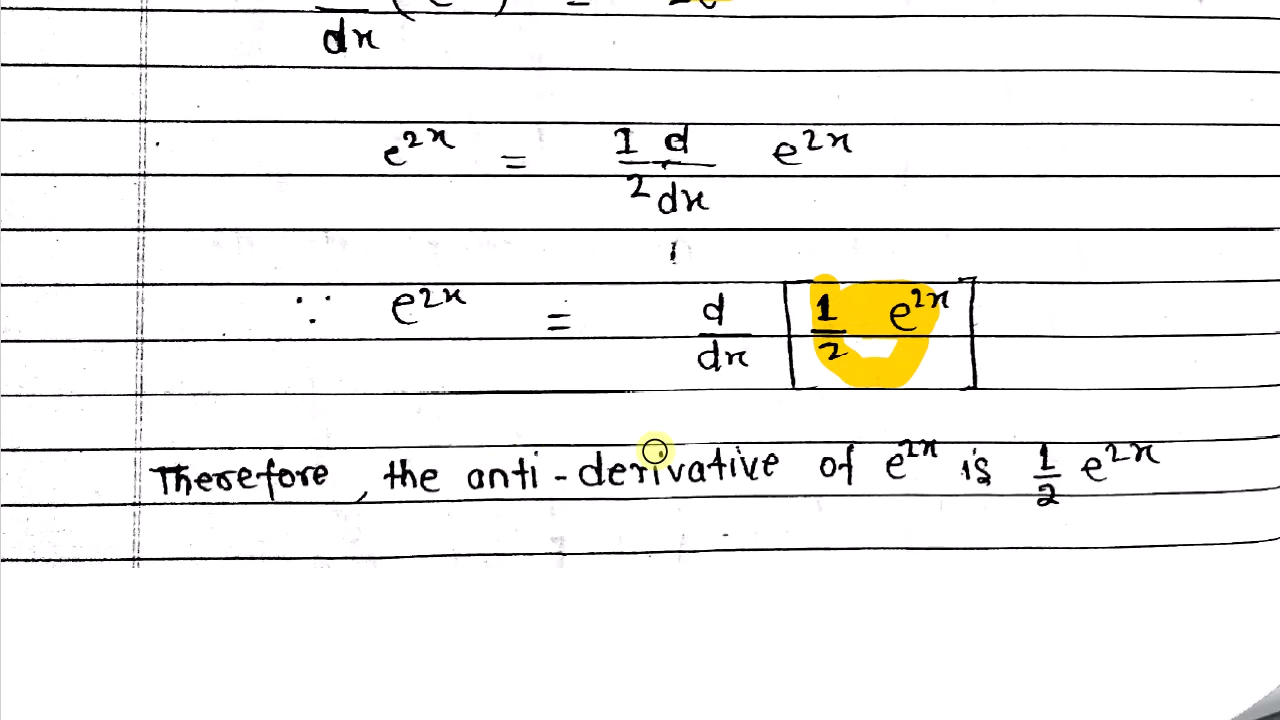 dx
e^2x = 1/2 d/dx e^2x
∵ e^2x = d/dx [1/2 e^2x]
Therefore, the anti-derivative of e^2x is 1/2 e^2x